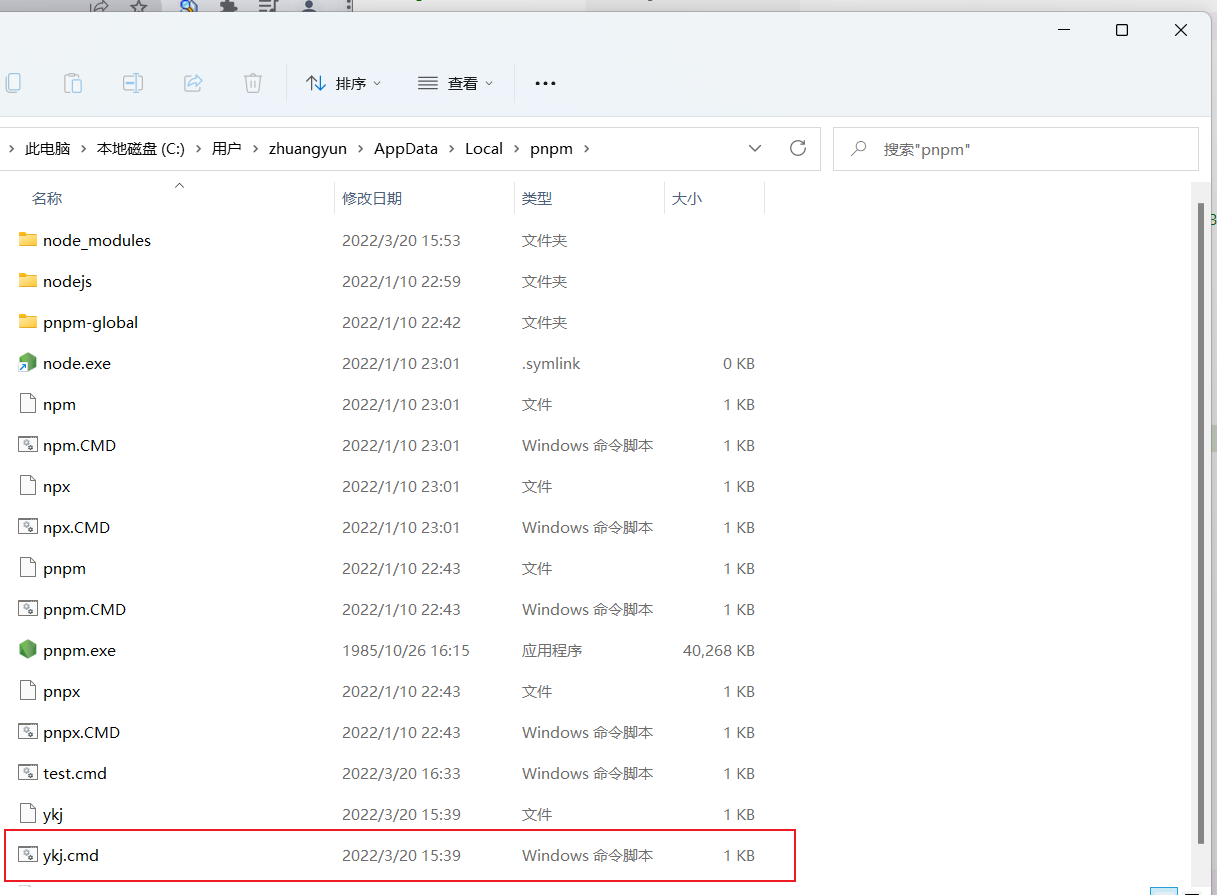 排序 查看
此电脑 › 本地磁盘 (C:) › 用户 › zhuangyun › AppData › Local › pnpm ›
搜索"pnpm"
名称 修改日期 类型 大小
node_modules 2022/3/20 15:53 文件夹
nodejs 2022/1/10 22:59 文件夹
pnpm-global 2022/1/10 22:42 文件夹
node.exe 2022/1/10 23:01 .symlink 0 KB
npm 2022/1/10 23:01 文件 1 KB
npm.CMD 2022/1/10 23:01 Windows 命令脚本 1 KB
npx 2022/1/10 23:01 文件 1 KB
npx.CMD 2022/1/10 23:01 Windows 命令脚本 1 KB
pnpm 2022/1/10 22:43 文件 1 KB
pnpm.CMD 2022/1/10 22:43 Windows 命令脚本 1 KB
pnpm.exe 1985/10/26 16:15 应用程序 40,268 KB
pnpx 2022/1/10 22:43 文件 1 KB
pnpx.CMD 2022/1/10 22:43 Windows 命令脚本 1 KB
test.cmd 2022/3/20 16:33 Windows 命令脚本 1 KB
ykj 2022/3/20 15:39 文件 1 KB
ykj.cmd 2022/3/20 15:39 Windows 命令脚本 1 KB